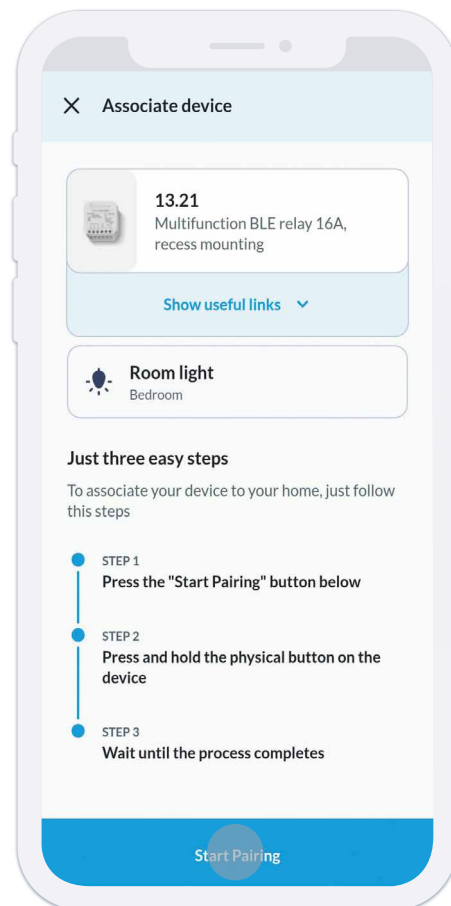 Associate device
13.21
Multifunction BLE relay 16A,
recess mounting
Show useful links
Room light
Bedroom
Just three easy steps
To associate your device to your home, just follow
this steps
STEP 1
Press the "Start Pairing" button below
STEP 2
Press and hold the physical button on the
device
STEP 3
Wait until the process completes
Start Pairing